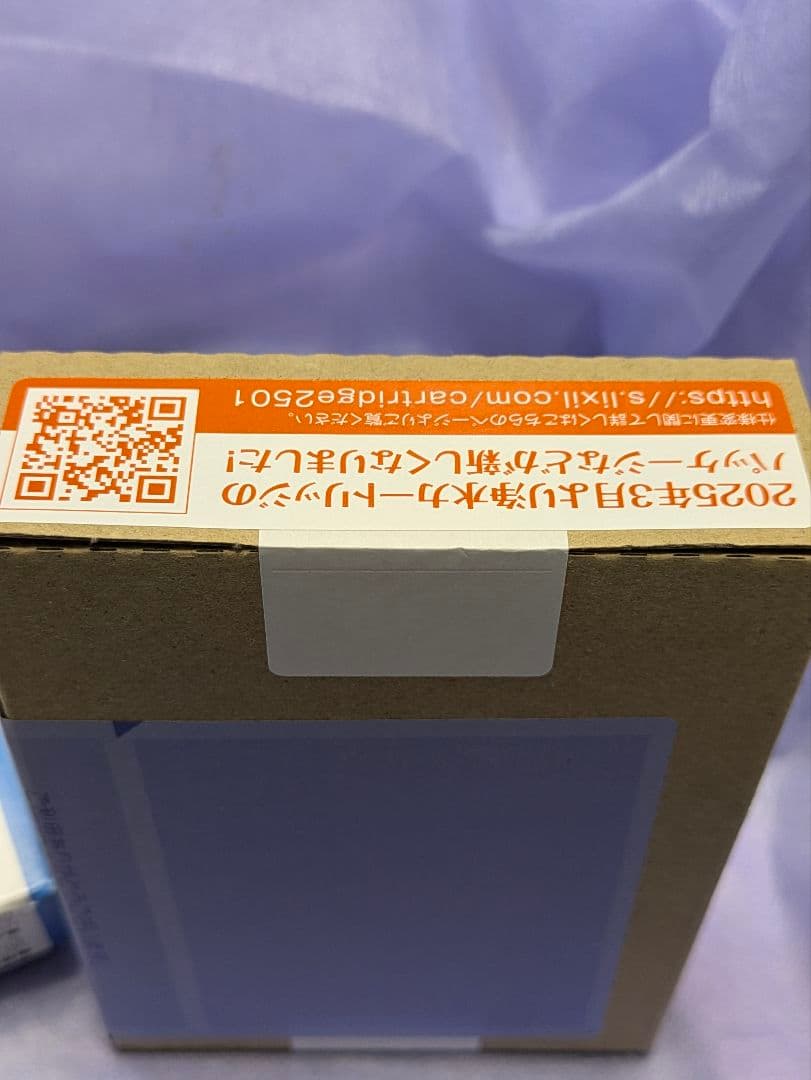 2025年3月より浄水カートリッジの
パッケージなどが新しくなりました!
仕様変更に関して詳しくはこちらのページよりご覧ください。
https://s.lixil.com/cartridge2501